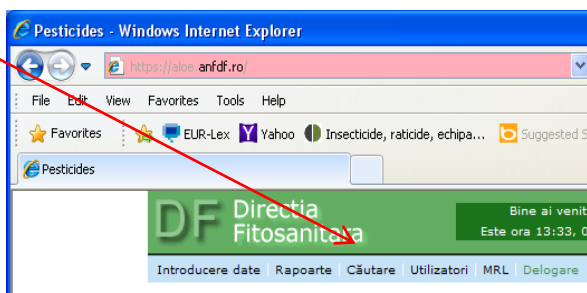 Pesticides - Windows Internet Explorer
https://aloe.anfdf.ro/
File Edit View Favorites Tools Help
Favorites EUR-Lex Yahoo Insecticide, raticide, echipa... Suggested S
Pesticides
DF Directia
Fitosanitara
Bine ai venit
Este ora 13:33, 0
Introducere date Rapoarte Căutare Utilizatori MRL Delogare